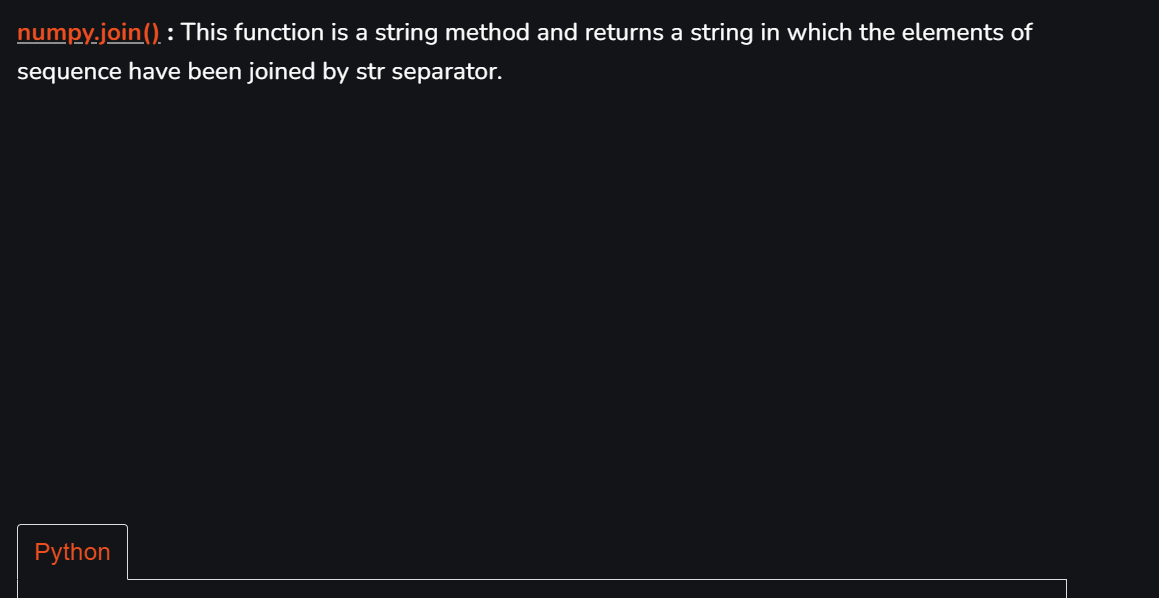 numpy.join() : This function is a string method and returns a string in which the elements of
sequence have been joined by str separator.
Python